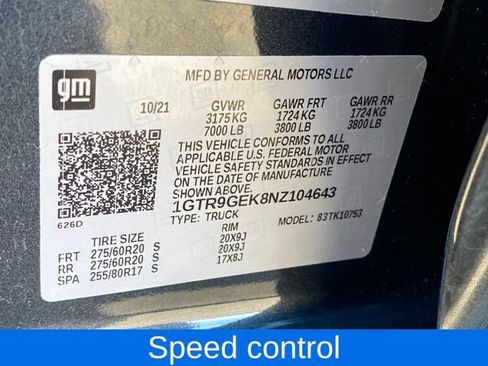 gm
MFD BY GENERAL MOTORS LLC
10/21 GVWR GAWR FRT GAWR RR
3175 KG 1724 KG 1724 KG
7000 LB 3800 LB 3800 LB
THIS VEHICLE CONFORMS TO ALL
APPLICABLE U.S. FEDERAL MOTOR
VEHICLE SAFETY STANDARDS IN EFFECT
ON THE DATE OF MANUFACTURE
SHOWN ABOVE.
1GTR9GEK8NZ104643
626D TYPE: TRUCK MODEL: 83TK10753
TIRE SIZE RIM
FRT 275/60R20 S 20X9J
RR 275/60R20 S 20X9J
SPA 255/80R17 S 17X8J
Speed control